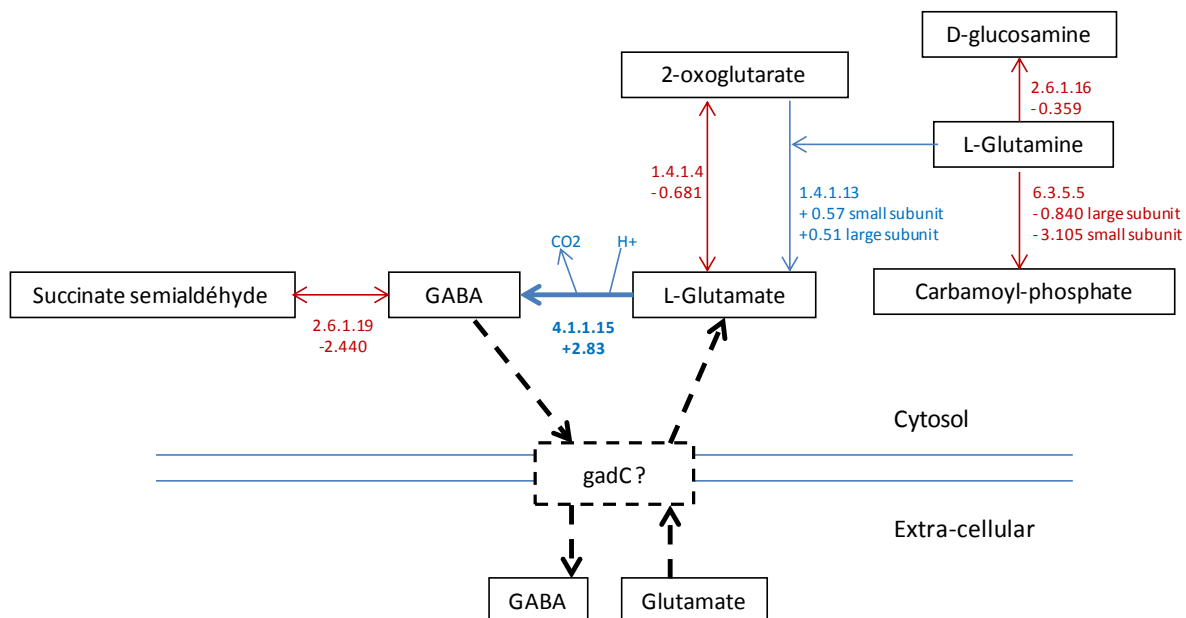 D-glucosamine
2-oxoglutarate
2.6.1.16
- 0.359
L-Glutamine
1.4.1.4
- 0.681
1.4.1.13
+ 0.57 small subunit
+0.51 large subunit
6.3.5.5
- 0.840 large subunit
- 3.105 small subunit
CO2
H+
Succinate semialdéhyde
GABA
L-Glutamate
Carbamoyl-phosphate
2.6.1.19
-2.440
4.1.1.15
+2.83
Cytosol
gadC ?
Extra-cellular
GABA
Glutamate